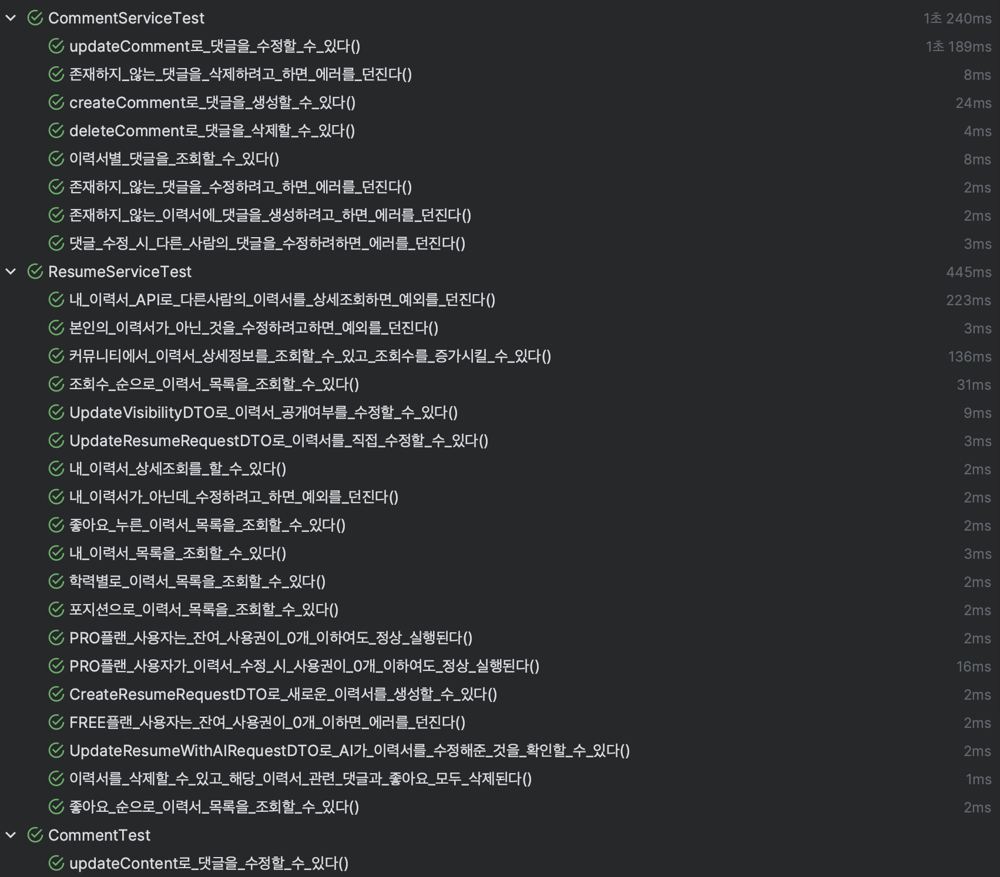 CommentServiceTest 1초 240ms
updateComment로_댓글을_수정할_수_있다() 1초 189ms
존재하지_않는_댓글을_삭제하려고_하면_에러를_던진다() 8ms
createComment로_댓글을_생성할_수_있다() 24ms
deleteComment로_댓글을_삭제할_수_있다() 4ms
이력서별_댓글을_조회할_수_있다() 8ms
존재하지_않는_댓글을_수정하려고_하면_에러를_던진다() 2ms
존재하지_않는_이력서에_댓글을_생성하려고_하면_에러를_던진다() 2ms
댓글_수정_시_다른_사람의_댓글을_수정하려하면_에러를_던진다() 3ms
ResumeServiceTest 445ms
내_이력서_API로_다른사람의_이력서를_상세조회하면_예외를_던진다() 223ms
본인의_이력서가_아닌_것을_수정하려고하면_예외를_던진다() 3ms
커뮤니티에서_이력서_상세정보를_조회할_수_있고_조회수를_증가시킬_수_있다() 136ms
조회수_순으로_이력서_목록을_조회할_수_있다() 31ms
UpdateVisibilityDTO로_이력서_공개여부를_수정할_수_있다() 9ms
UpdateResumeRequestDTO로_이력서를_직접_수정할_수_있다() 3ms
내_이력서_상세조회를_할_수_있다() 2ms
내_이력서가_아닌데_수정하려고_하면_예외를_던진다() 2ms
좋아요_누른_이력서_목록을_조회할_수_있다() 2ms
내_이력서_목록을_조회할_수_있다() 3ms
학력별로_이력서_목록을_조회할_수_있다() 2ms
포지션으로_이력서_목록을_조회할_수_있다() 2ms
PRO플랜_사용자는_잔여_사용권이_0개_이하여도_정상_실행된다() 2ms
PRO플랜_사용자가_이력서_수정_시_사용권이_0개_이하여도_정상_실행된다() 16ms
CreateResumeRequestDTO로_새로운_이력서를_생성할_수_있다() 2ms
FREE플랜_사용자는_잔여_사용권이_0개_이하면_에러를_던진다() 2ms
UpdateResumeWithAIRequestDTO로_AI가_이력서를_수정해준_것을_확인할_수_있다() 2ms
이력서를_삭제할_수_있고_해당_이력서_관련_댓글과_좋아요_모두_삭제된다() 1ms
좋아요_순으로_이력서_목록을_조회할_수_있다() 2ms
CommentTest
updateContent로_댓글을_수정할_수_있다()